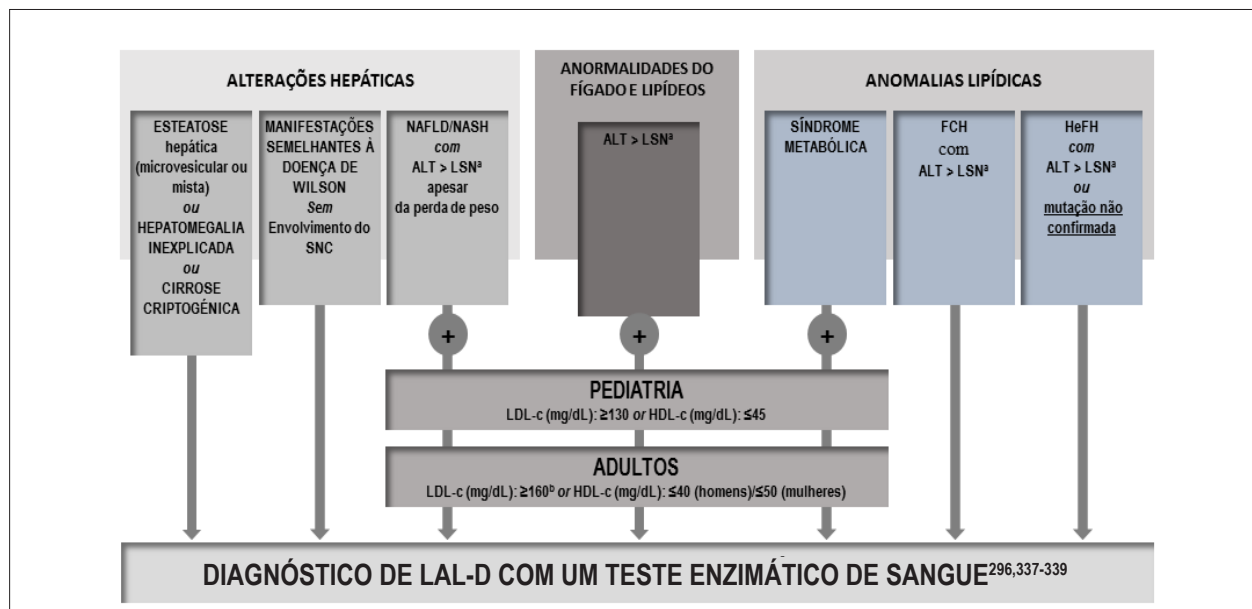 ALTERAÇÕES HEPÁTICAS
ESTEATOSE
hepática
(microvesicular ou
mista)
ou
HEPATOMEGALIA
INEXPLICADA
ou
CIRROSE
CRIPTOGÉNICA
MANIFESTAÇÕES
SEMELHANTES À
DOENÇA DE
WILSON
Sem
Envolvimento do
SNC
NAFLD/NASH
com
ALT > LSNª
apesar
da perda de peso
ANORMALIDADES DO
FÍGADO E LIPÍDEOS
ALT > LSNª
ANOMALIAS LIPÍDICAS
SÍNDROME
METABÓLICA
FCH
com
ALT > LSNª
HeFH
com
ALT > LSNª
ou
mutação não
confirmada
+
+
+
PEDIATRIA
LDL-c (mg/dL): ≥130 or HDL-c (mg/dL): ≤45
ADULTOS
LDL-c (mg/dL): ≥160ᵇ or HDL-c (mg/dL): ≤40 (homens)/≤50 (mulheres)
DIAGNÓSTICO DE LAL-D COM UM TESTE ENZIMÁTICO DE SANGUE²⁹⁶,³³⁷⁻³³⁹